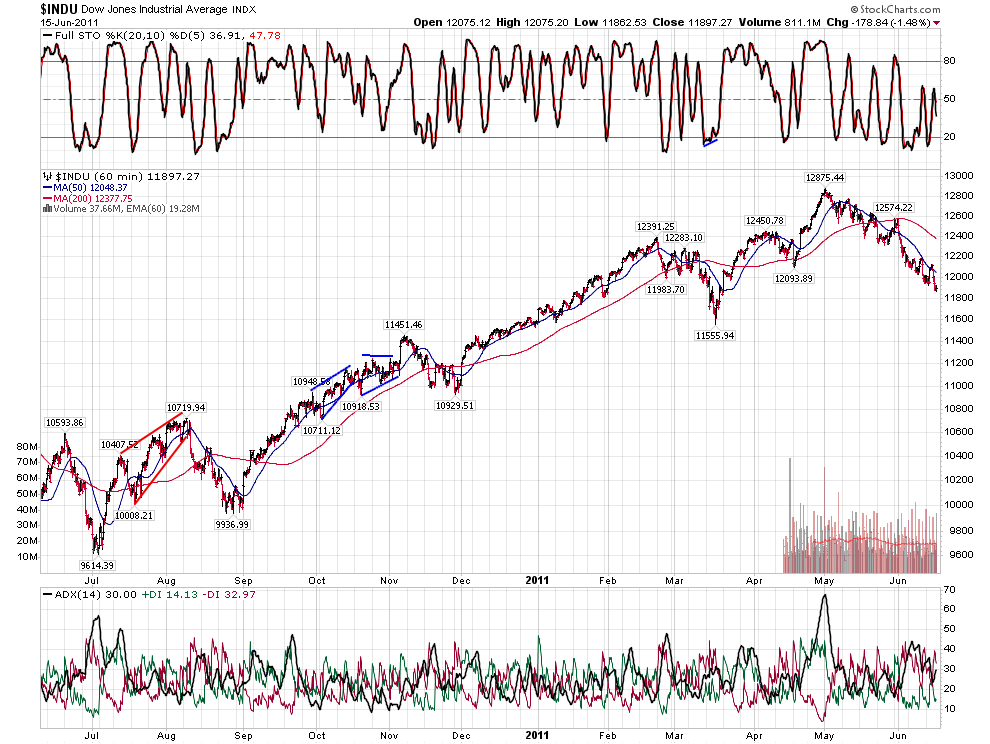 $INDU Dow Jones Industrial Average INDX © StockCharts.com
15-Jun-2011 Open 12075.12 High 12075.20 Low 11862.53 Close 11897.27 Volume 811.1M Chg -178.84 (-1.48%)
Full STO %K(20,10) %D(5) 36.91, 47.78
80
50
20
$INDU (60 min) 11897.27
MA(50) 12048.37
MA(200) 12377.75
Volume 37.66M, EMA(60) 19.28M
13000
12875.44
12800
12574.22
12600
12450.78
12391.25
12400
12283.10
12200
12093.89
12000
11983.70
11800
11600
11555.94
11451.46
11400
11200
10948.58
11000
10918.53
10929.51
10800
10719.94
10711.12
10593.86
10600
10407.52
80M
10400
70M
60M
10200
50M
10008.21
10000
40M
9936.99
30M
9800
20M
10M
9600
9614.39
Jul Aug Sep Oct Nov Dec 2011 Feb Mar Apr May Jun
ADX(14) 30.00 +DI 14.13 -DI 32.97
70
60
50
40
30
20
10
Jul Aug Sep Oct Nov Dec 2011 Feb Mar Apr May Jun